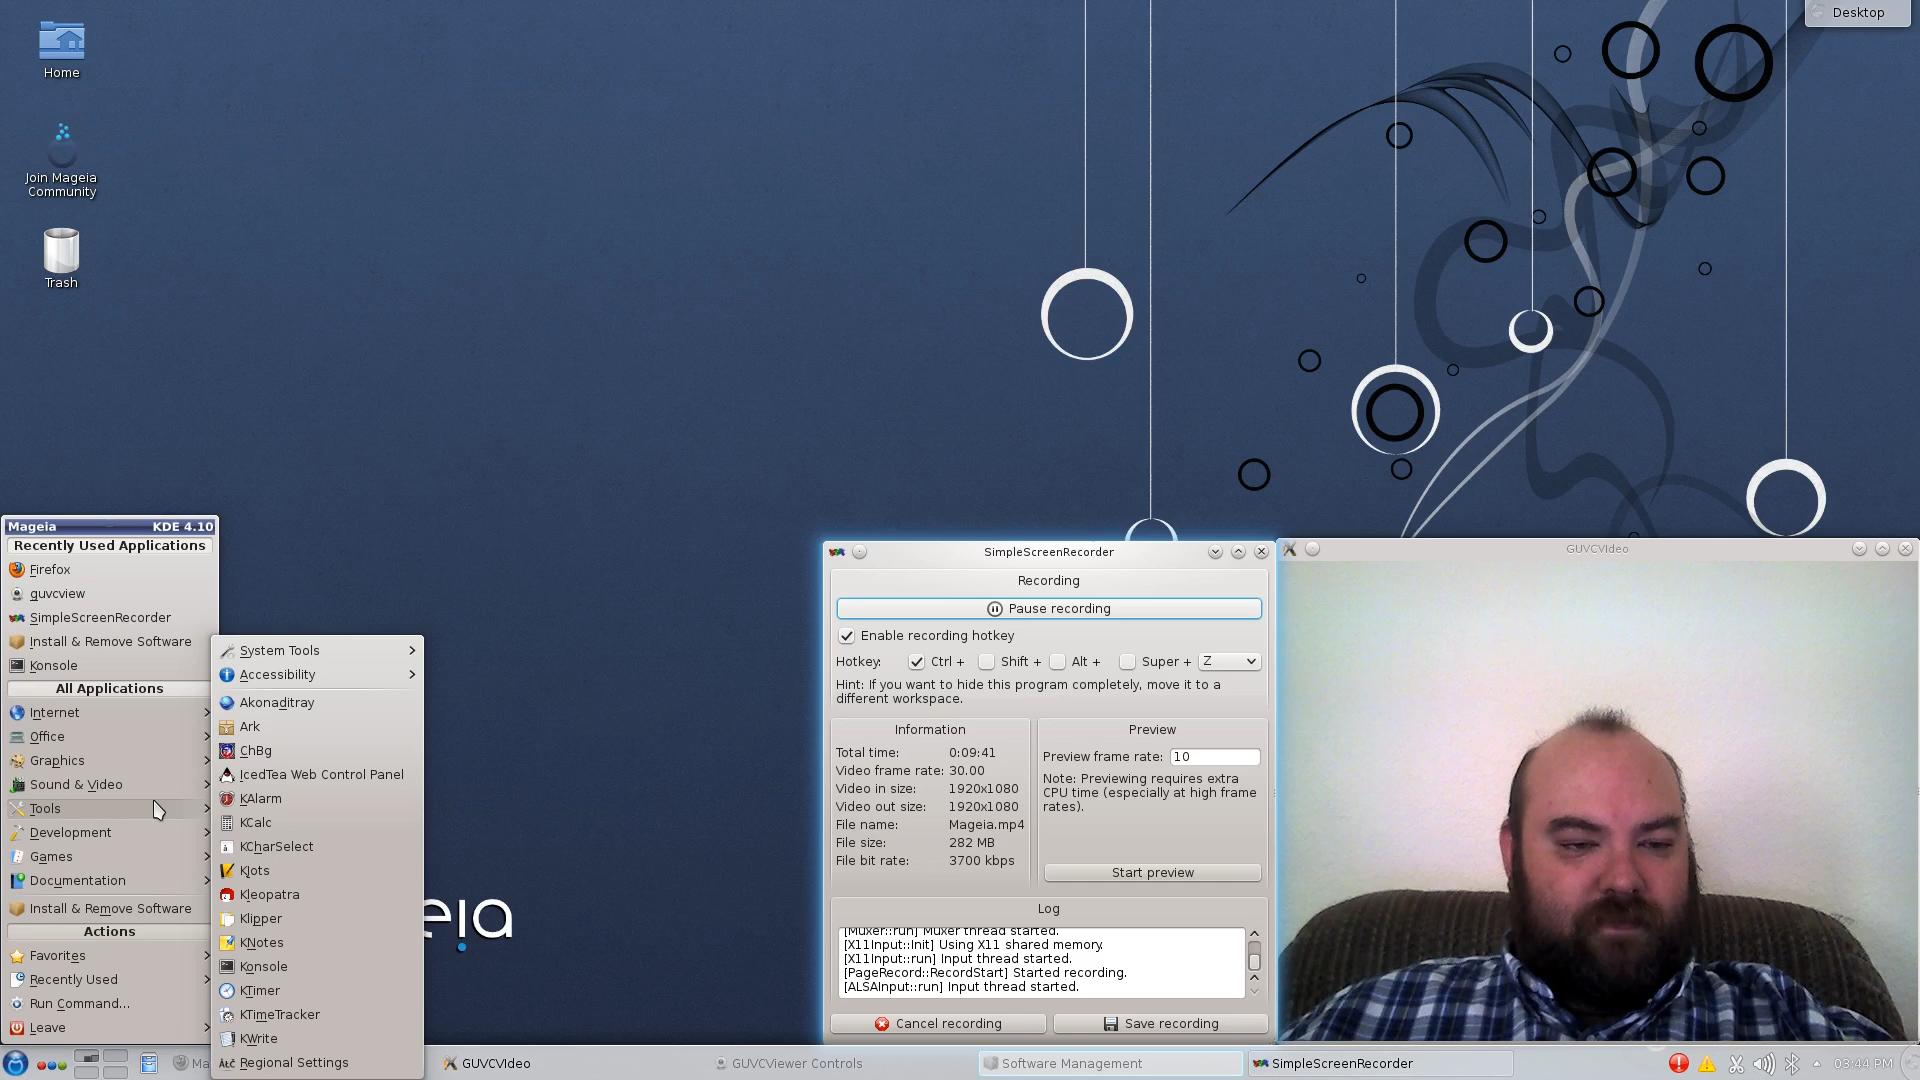 Desktop
Home
Join Mageia
Community
Trash
Mageia KDE 4.10
Recently Used Applications
Firefox
guvcview
SimpleScreenRecorder
Install & Remove Software
Konsole
All Applications
Internet
Office
Graphics
Sound & Video
Tools
Development
Games
Documentation
Install & Remove Software
Actions
Favorites
Recently Used
Run Command...
Leave
System Tools
Accessibility
Akonaditray
Ark
ChBg
IcedTea Web Control Panel
KAlarm
KCalc
KCharSelect
KJots
Kleopatra
Klipper
KNotes
Konsole
KTimer
KTimeTracker
KWrite
Regional Settings
eia
SimpleScreenRecorder
Recording
Pause recording
Enable recording hotkey
Hotkey: Ctrl + Shift + Alt + Super + Z
Hint: If you want to hide this program completely, move it to a
different workspace.
Information
Total time: 0:09:41
Video frame rate: 30.00
Video in size: 1920x1080
Video out size: 1920x1080
File name: Mageia.mp4
File size: 282 MB
File bit rate: 3700 kbps
Preview
Preview frame rate: 10
Note: Previewing requires extra
CPU time (especially at high frame
rates).
Start preview
Log
[Muxer::run] Muxer thread started.
[X11Input::Init] Using X11 shared memory.
[X11Input::run] Input thread started.
[PageRecord::RecordStart] Started recording.
[ALSAInput::run] Input thread started.
Cancel recording
Save recording
GUVCVIdeo
Ma
GUVCVIdeo
GUVCViewer Controls
Software Management
SimpleScreenRecorder
03:44 PM